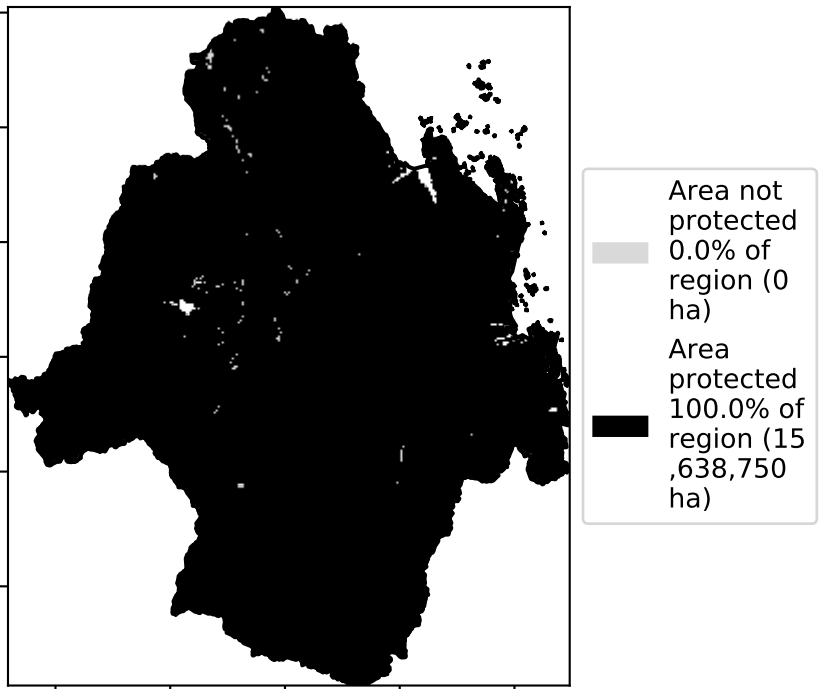 Area not
protected
0.0% of
region (0
ha)
Area
protected
100.0% of
region (15
,638,750
ha)